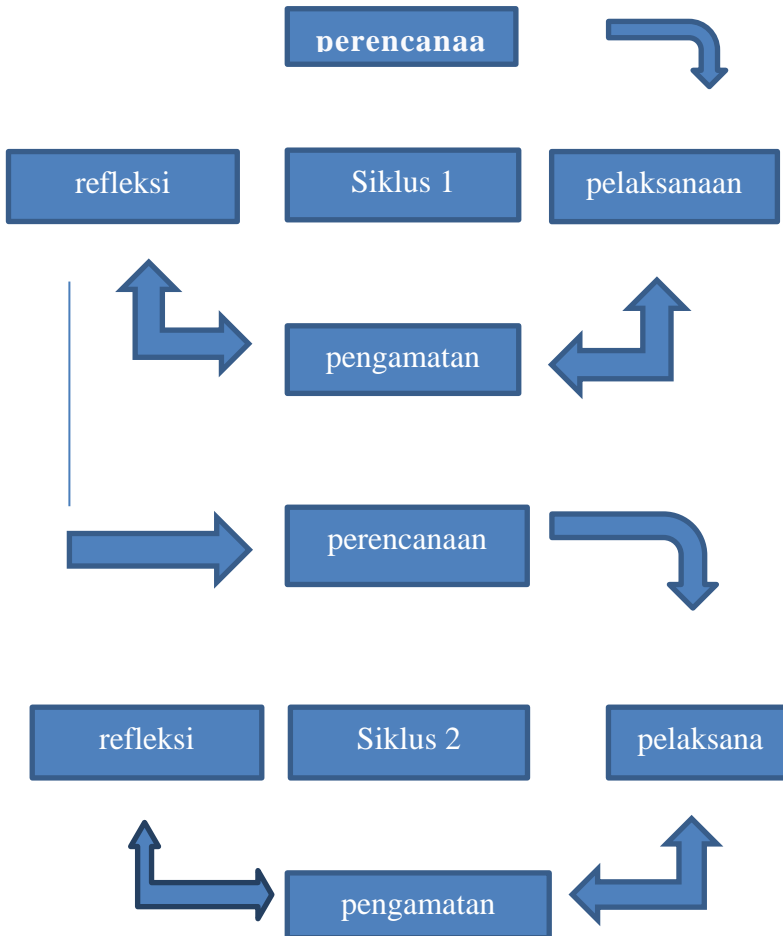 perencanaa
refleksi
Siklus 1
pelaksanaan
pengamatan
perencanaan
refleksi
Siklus 2
pelaksana
pengamatan